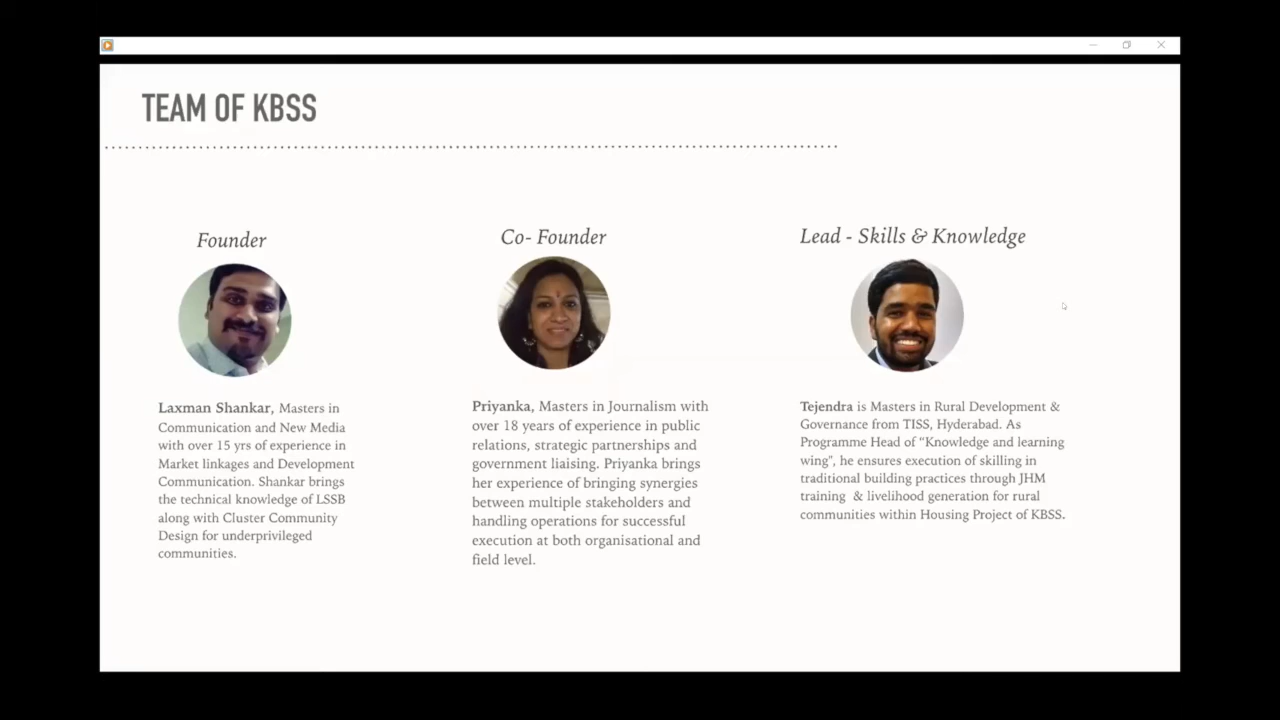 TEAM OF KBSS
Founder
Laxman Shankar, Masters in
Communication and New Media
with over 15 yrs of experience in
Market linkages and Development
Communication. Shankar brings
the technical knowledge of LSSB
along with Cluster Community
Design for underprivileged
communities.
Co- Founder
Priyanka, Masters in Journalism with
over 18 years of experience in public
relations, strategic partnerships and
government liaising. Priyanka brings
her experience of bringing synergies
between multiple stakeholders and
handling operations for successful
execution at both organisational and
field level.
Lead - Skills & Knowledge
Tejendra is Masters in Rural Development &
Governance from TISS, Hyderabad. As
Programme Head of “Knowledge and learning
wing”, he ensures execution of skilling in
traditional building practices through JHM
training & livelihood generation for rural
communities within Housing Project of KBSS.